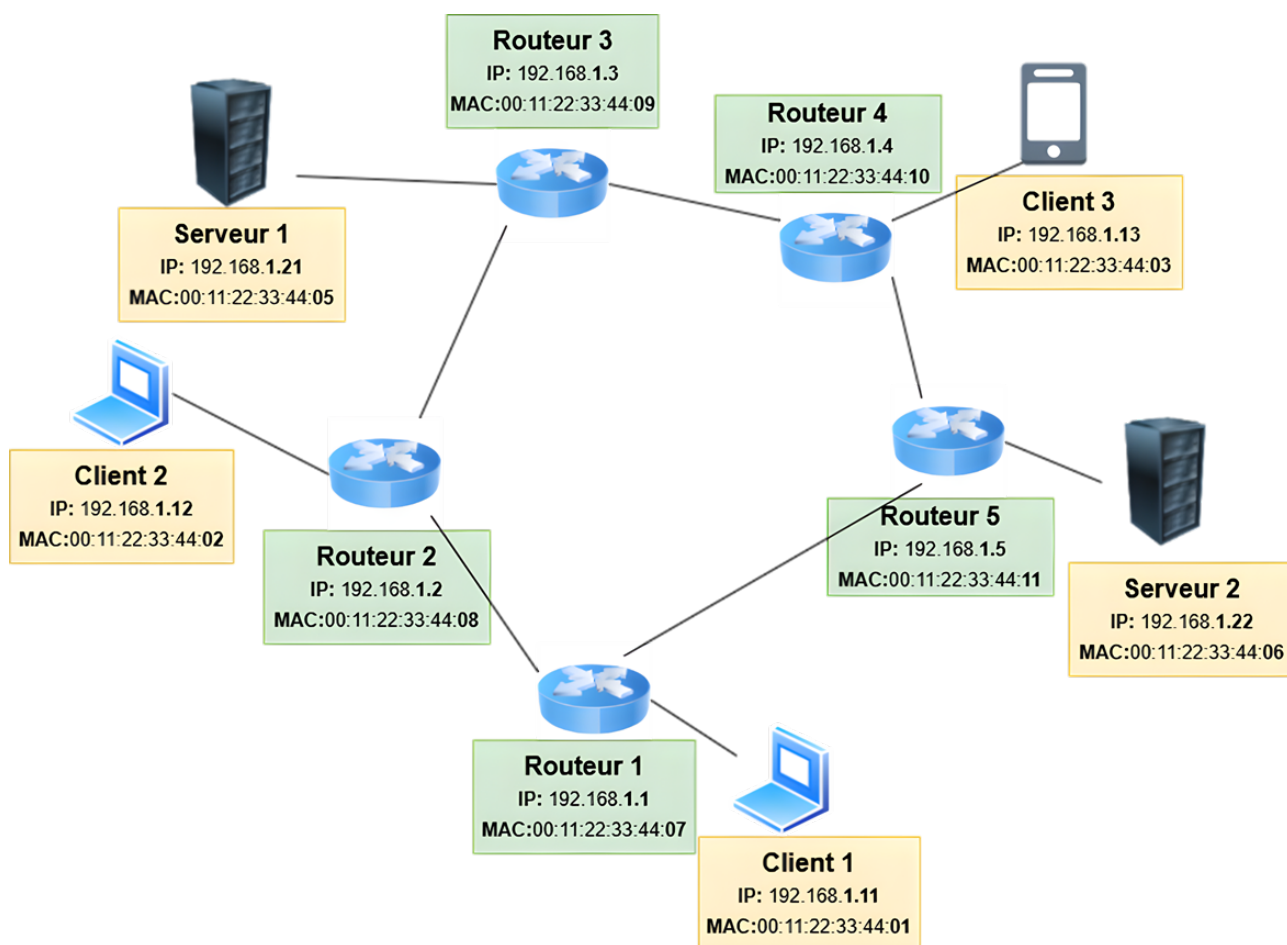 Routeur 3
IP: 192.168.1.3
MAC:00:11:22:33:44:09
Routeur 4
IP: 192.168.1.4
MAC:00:11:22:33:44:10
Client 3
IP: 192.168.1.13
MAC:00:11:22:33:44:03
Serveur 1
IP: 192.168.1.21
MAC:00:11:22:33:44:05
Client 2
IP: 192.168.1.12
MAC:00:11:22:33:44:02
Routeur 2
IP: 192.168.1.2
MAC:00:11:22:33:44:08
Routeur 5
IP: 192.168.1.5
MAC:00:11:22:33:44:11
Serveur 2
IP: 192.168.1.22
MAC:00:11:22:33:44:06
Routeur 1
IP: 192.168.1.1
MAC:00:11:22:33:44:07
Client 1
IP: 192.168.1.11
MAC:00:11:22:33:44:01